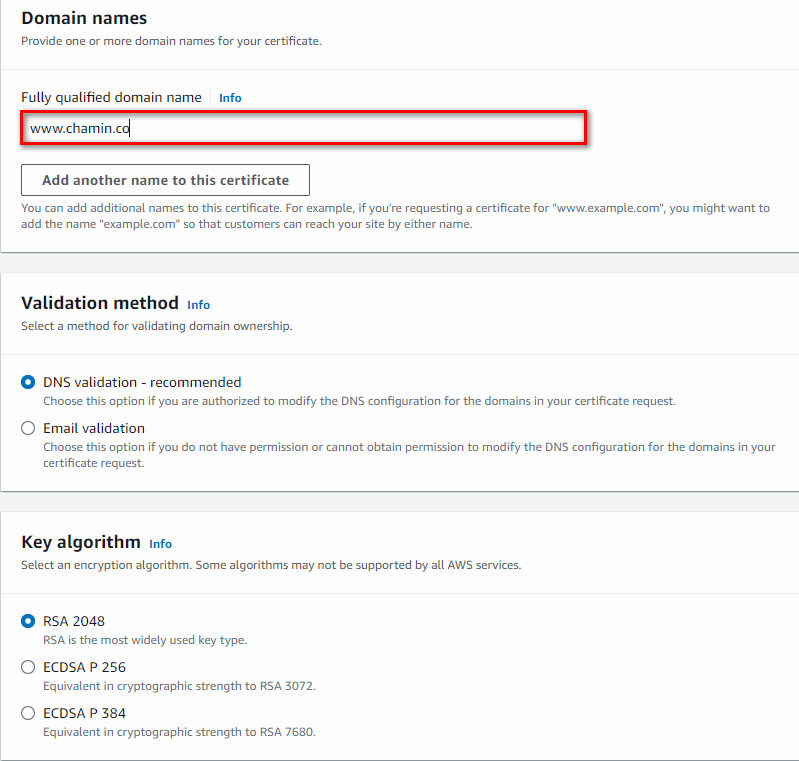 Domain names
Provide one or more domain names for your certificate.
Fully qualified domain name Info
www.chamin.co
Add another name to this certificate
You can add additional names to this certificate. For example, if you're requesting a certificate for "www.example.com", you might want to
add the name "example.com" so that customers can reach your site by either name.
Validation method Info
Select a method for validating domain ownership.
DNS validation - recommended
Choose this option if you are authorized to modify the DNS configuration for the domains in your certificate request.
Email validation
Choose this option if you do not have permission or cannot obtain permission to modify the DNS configuration for the domains in your
certificate request.
Key algorithm Info
Select an encryption algorithm. Some algorithms may not be supported by all AWS services.
RSA 2048
RSA is the most widely used key type.
ECDSA P 256
Equivalent in cryptographic strength to RSA 3072.
ECDSA P 384
Equivalent in cryptographic strength to RSA 7680.